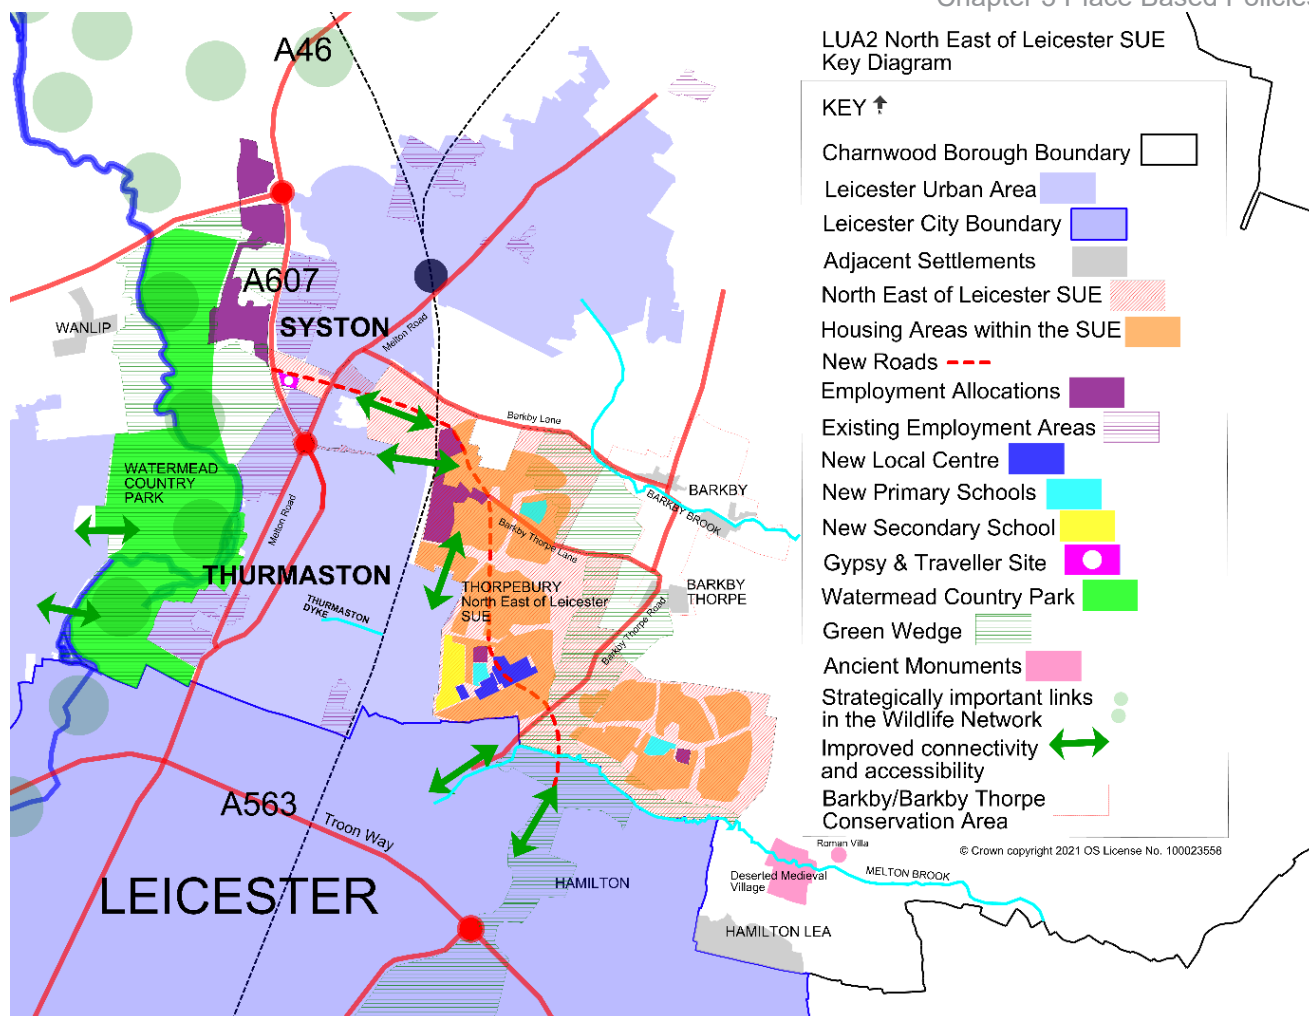 Chapter 3 Place Based Policies
LUA2 North East of Leicester SUE
Key Diagram
KEY
Charnwood Borough Boundary
Leicester Urban Area
Leicester City Boundary
Adjacent Settlements
North East of Leicester SUE
Housing Areas within the SUE
New Roads
Employment Allocations
Existing Employment Areas
New Local Centre
New Primary Schools
New Secondary School
Gypsy & Traveller Site
Watermead Country Park
Green Wedge
Ancient Monuments
Strategically important links
in the Wildlife Network
Improved connectivity
and accessibility
Barkby/Barkby Thorpe
Conservation Area
© Crown copyright 2021 OS License No. 100023558
A46
A607
SYSTON
WANLIP
Melton Road
Barkby Lane
WATERMEAD
COUNTRY
PARK
Melton Road
BARKBY
BARKBY BROOK
Barkby Thorpe Lane
THURMASTON
THURMASTON
DYKE
THORPEBURY
North East of Leicester
SUE
BARKBY
THORPE
Barkby Thorpe Road
A563
Troon Way
LEICESTER
HAMILTON
Roman Villa
Deserted Medieval
Village
MELTON BROOK
HAMILTON LEA